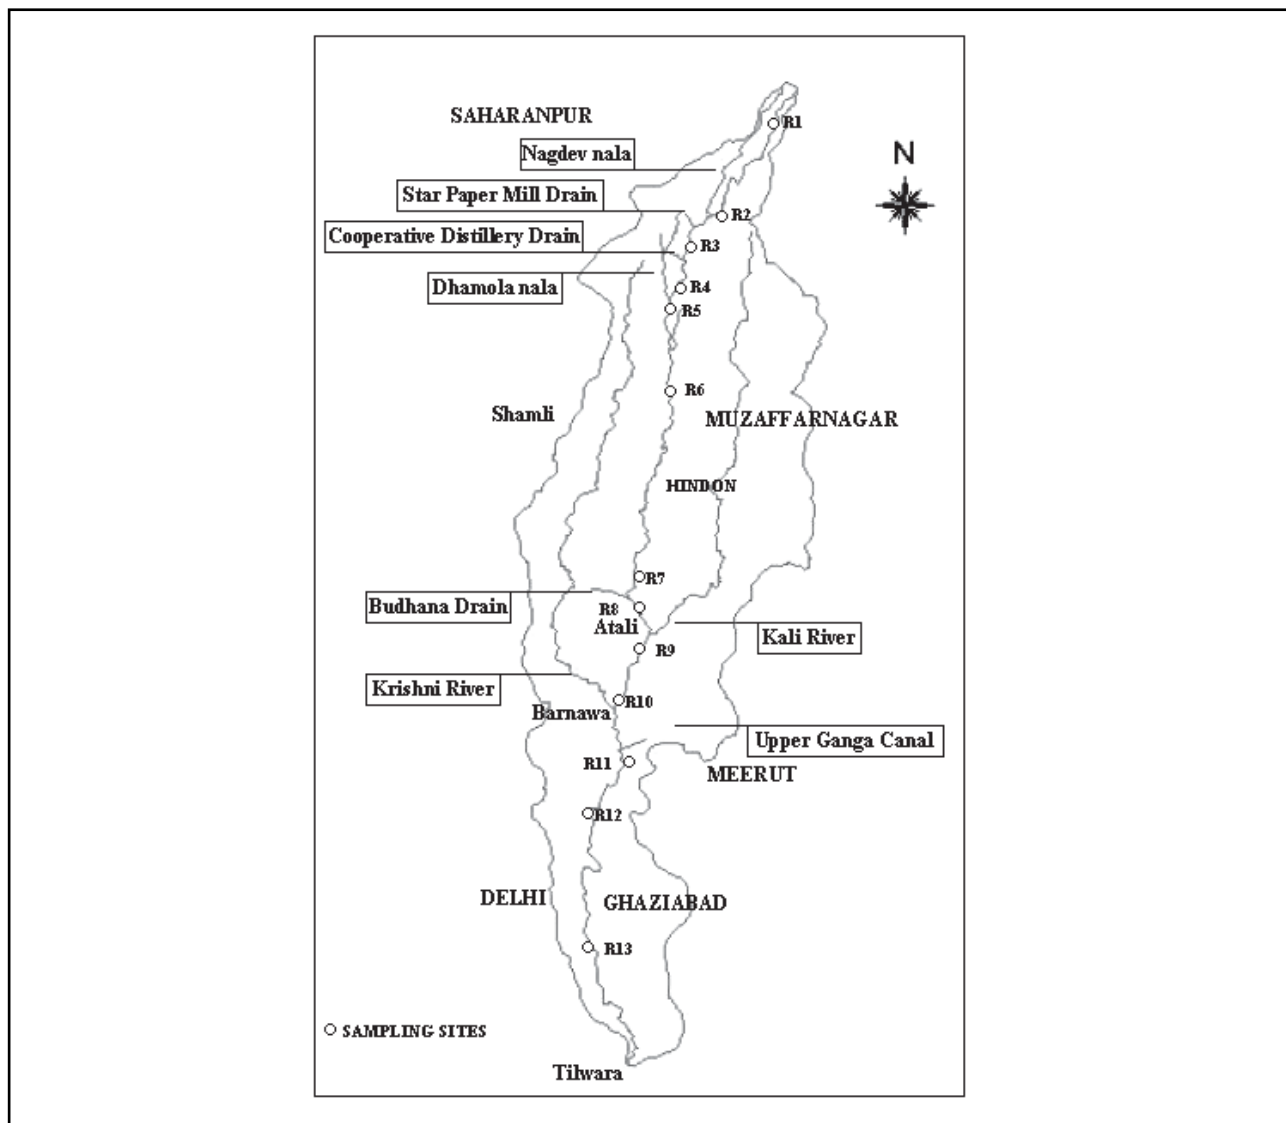 SAHARANPUR
R1
Nagdev nala
N
Star Paper Mill Drain
R2
Cooperative Distillery Drain
R3
Dhamola nala
R4
R5
R6
Shamli
MUZAFFARNAGAR
HINDON
R7
Budhana Drain
R8
Atali
Kali River
R9
Krishni River
R10
Barnawa
Upper Ganga Canal
R11
MEERUT
R12
DELHI
GHAZIABAD
R13
SAMPLING SITES
Tilwara